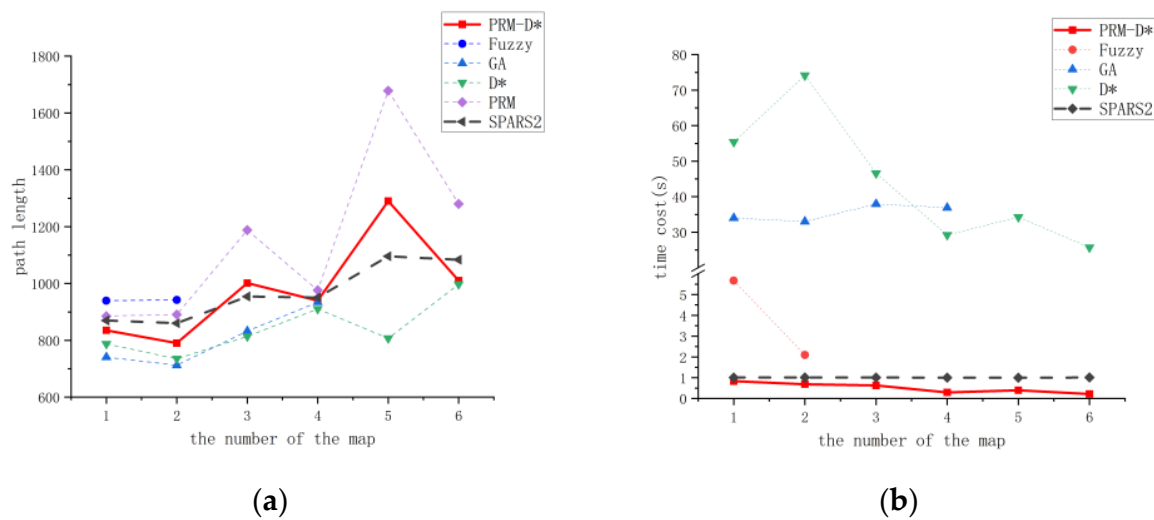 PRM-D*
Fuzzy
GA
D*
PRM
SPARS2
1800
1600
1400
1200
1000
800
600
path length
1 2 3 4 5 6
the number of the map
(a)
PRM-D*
Fuzzy
GA
D*
SPARS2
80
70
60
50
40
30
5
4
3
2
1
0
time cost(s)
1 2 3 4 5 6
the number of the map
(b)